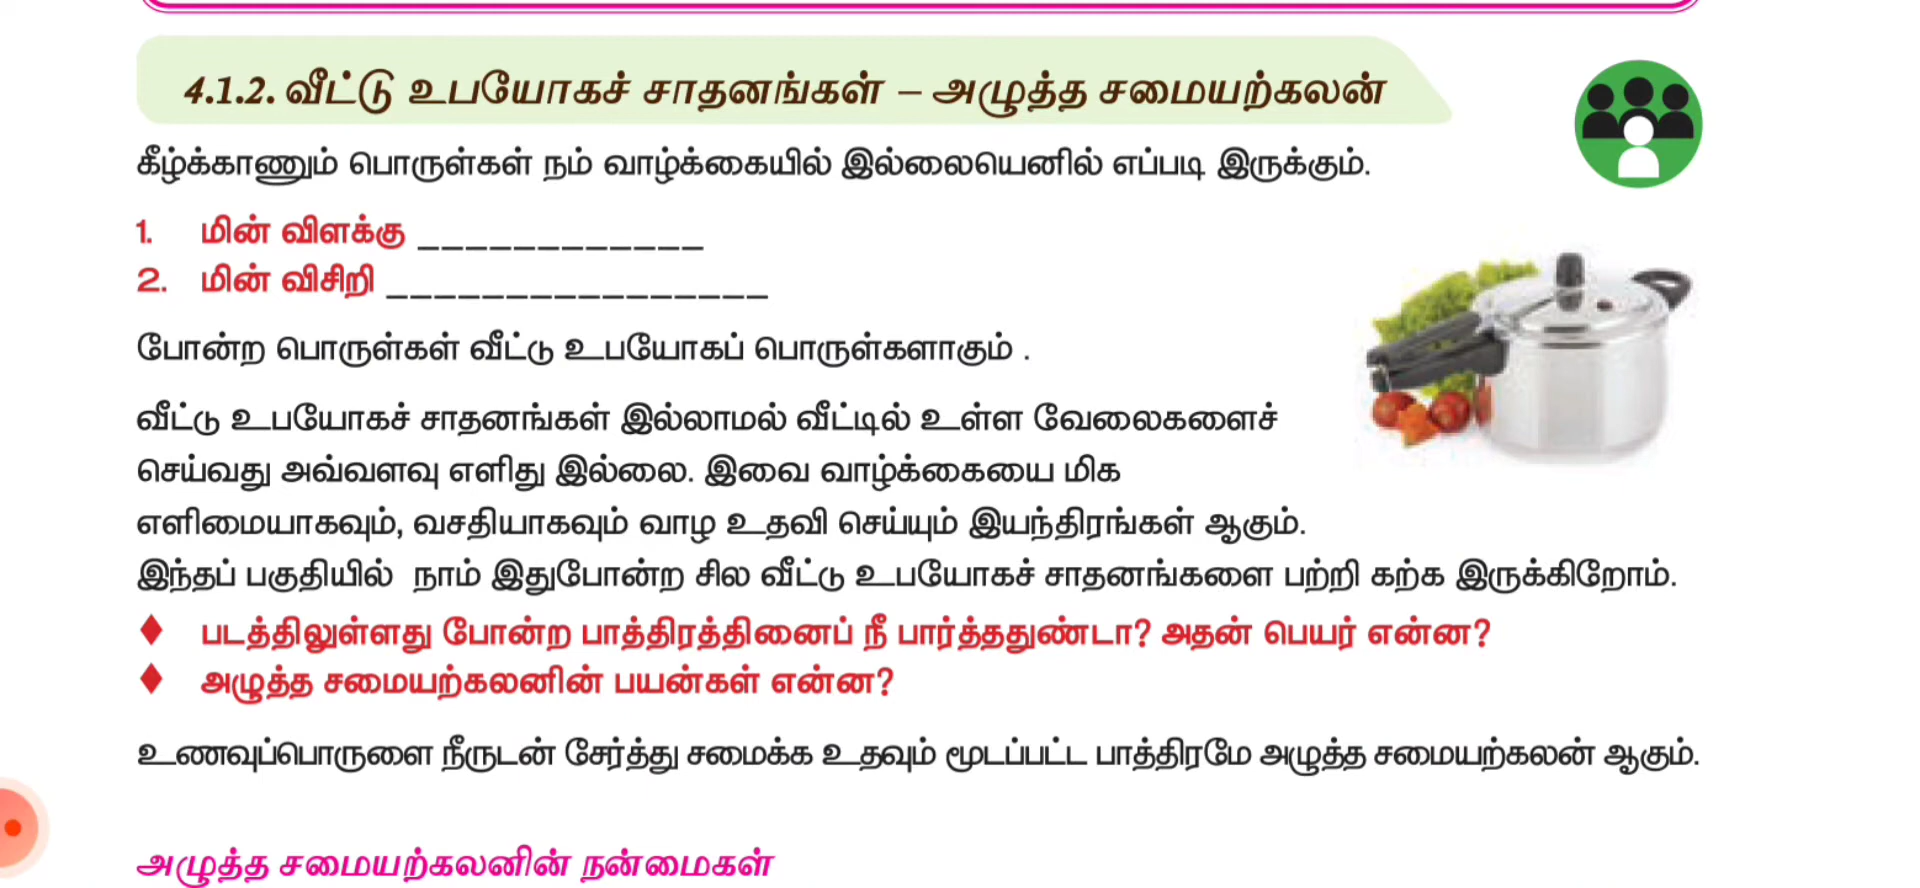 4.1.2. வீட்டு உபயோகச் சாதனங்கள் – அழுத்த சமையற்கலன்
கீழ்க்காணும் பொருள்கள் நம் வாழ்க்கையில் இல்லையெனில் எப்படி இருக்கும்.
1. மின் விளக்கு ____________
2. மின் விசிறி ________________
போன்ற பொருள்கள் வீட்டு உபயோகப் பொருள்களாகும் .
வீட்டு உபயோகச் சாதனங்கள் இல்லாமல் வீட்டில் உள்ள வேலைகளைச்
செய்வது அவ்வளவு எளிது இல்லை. இவை வாழ்க்கையை மிக
எளிமையாகவும், வசதியாகவும் வாழ உதவி செய்யும் இயந்திரங்கள் ஆகும்.
இந்தப் பகுதியில் நாம் இதுபோன்ற சில வீட்டு உபயோகச் சாதனங்களை பற்றி கற்க இருக்கிறோம்.
♦ படத்திலுள்ளது போன்ற பாத்திரத்தினைப் நீ பார்த்ததுண்டா? அதன் பெயர் என்ன?
♦ அழுத்த சமையற்கலனின் பயன்கள் என்ன?
உணவுப்பொருளை நீருடன் சேர்த்து சமைக்க உதவும் மூடப்பட்ட பாத்திரமே அழுத்த சமையற்கலன் ஆகும்.
அழுத்த சமையற்கலனின் நன்மைகள்